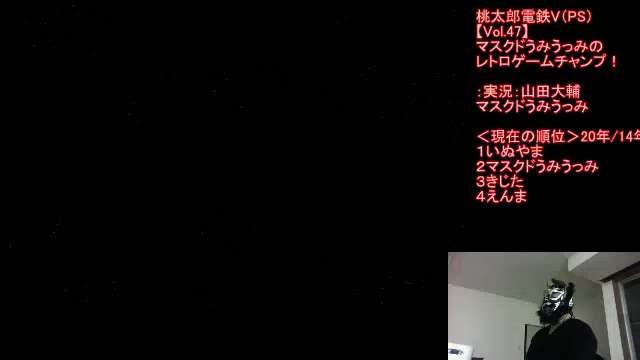 桃太郎電鉄V(PS)
【Vol.47】
マスクドうみうっみの
レトロゲームチャンプ！
：実況：山田大輔
マスクドうみうっみ
＜現在の順位＞20年/14年
1いぬやま
2マスクドうみうっみ
3きじた
4えんま